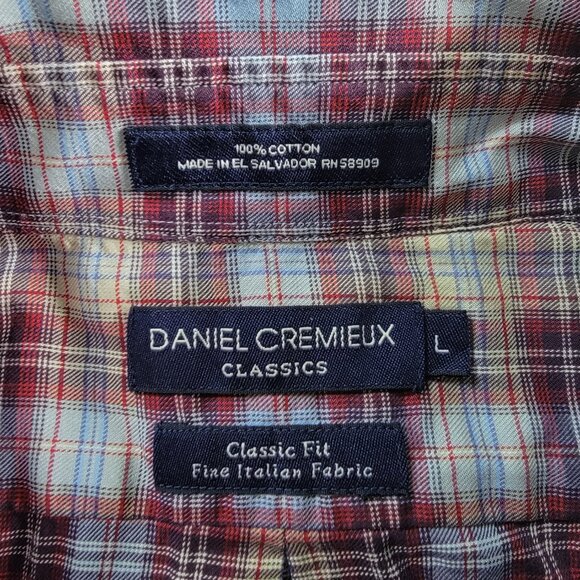 100% COTTON
MADE IN EL SALVADOR RN58909
DANIEL CREMIEUX
CLASSICS
L
Classic Fit
Fine Italian Fabric